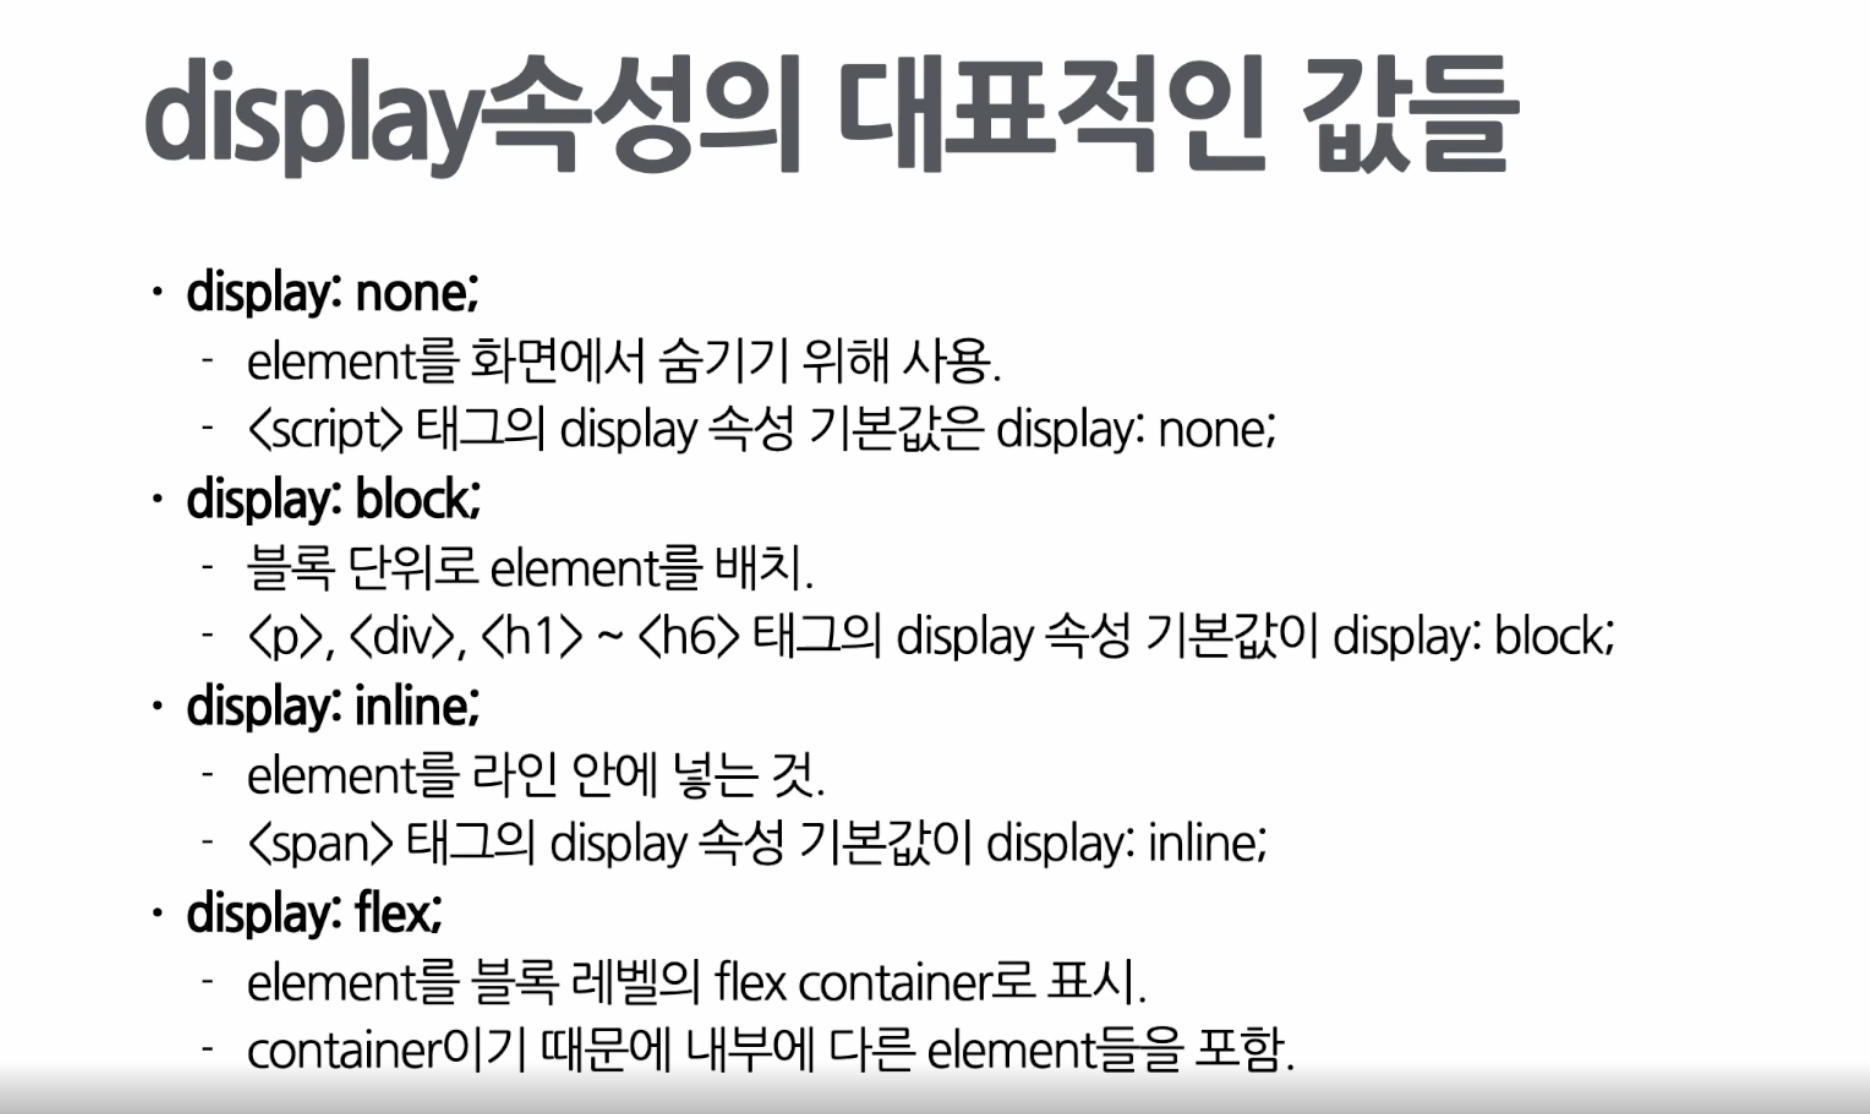 display속성의 대표적인 값들
· display: none;
- element를 화면에서 숨기기 위해 사용.
- <script> 태그의 display 속성 기본값은 display: none;
· display: block;
- 블록 단위로 element를 배치.
- <p>, <div>, <h1> ~ <h6> 태그의 display 속성 기본값이 display: block;
· display: inline;
- element를 라인 안에 넣는 것.
- <span> 태그의 display 속성 기본값이 display: inline;
· display: flex;
- element를 블록 레벨의 flex container로 표시.
- container이기 때문에 내부에 다른 element들을 포함.